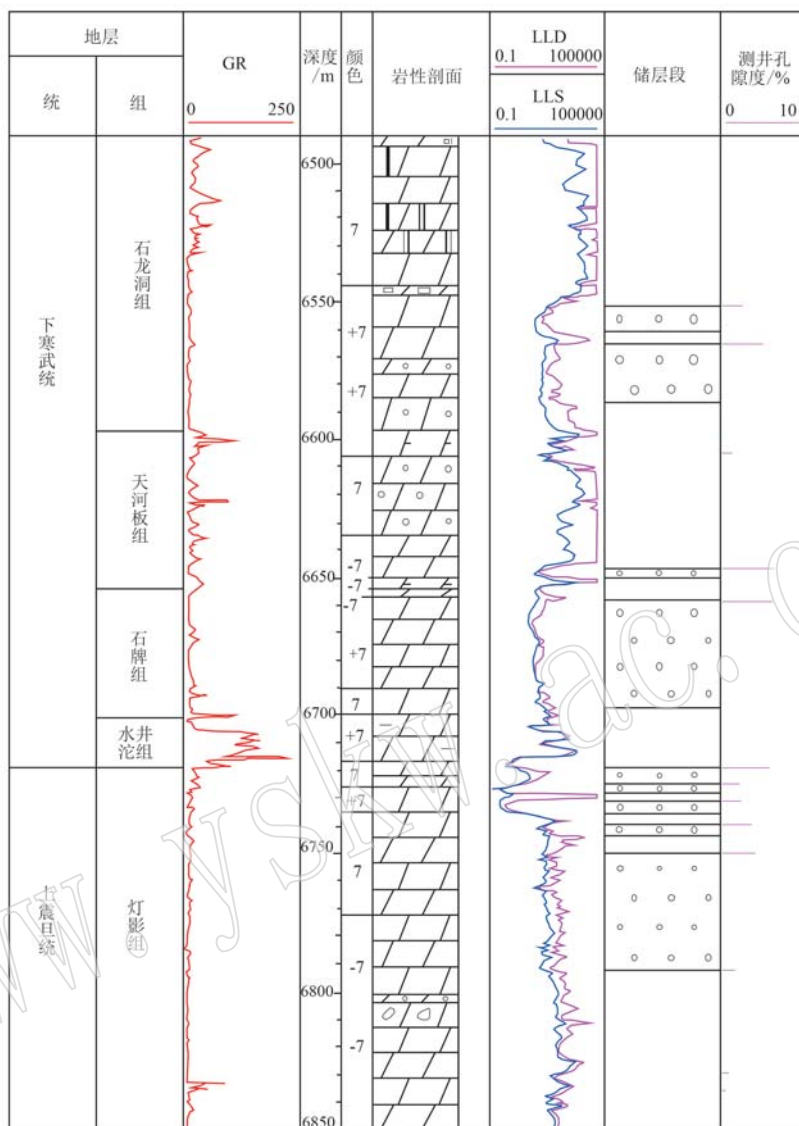 地层
统
组
GR
0 250
深度
/m
颜
色
岩性剖面
LLD
0.1 100000
LLS
0.1 100000
储层段
测井孔
隙度/%
0 10
下寒武统
上震旦统
石龙洞组
天河板组
石牌组
水井
沱组
灯影组
6500
6550
6600
6650
6700
6750
6800
6850
7
+7
+7
7
-7
-7
-7
+7
7
+7
7
+7
7
-7
-7
www.yskw.ac.c